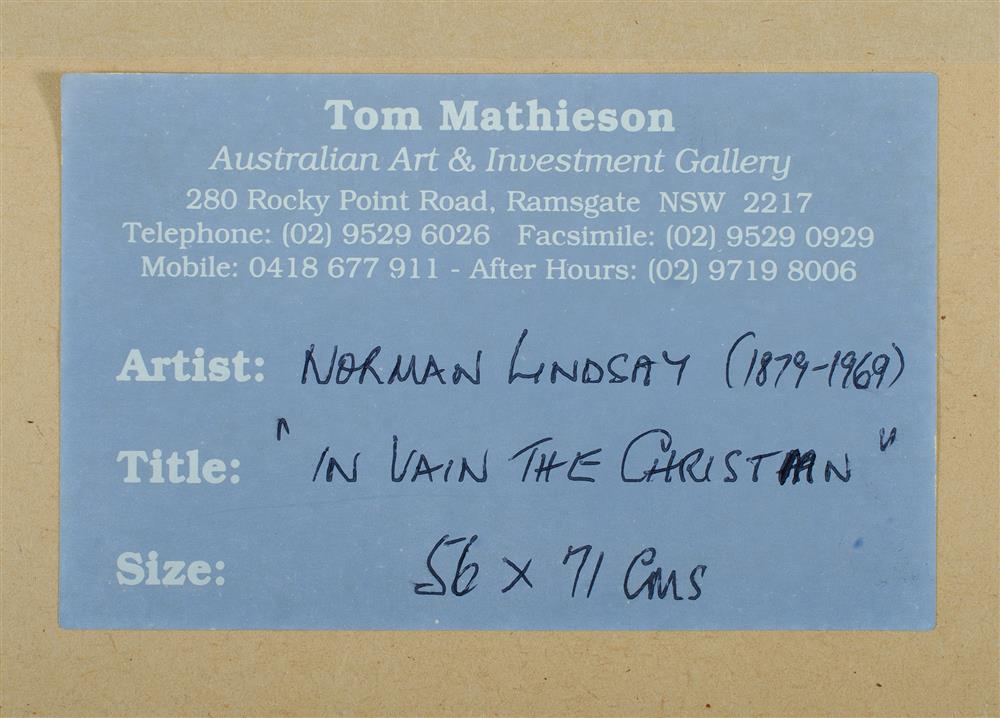 Tom Mathieson
Australian Art & Investment Gallery
280 Rocky Point Road, Ramsgate NSW 2217
Telephone: (02) 9529 6026 Facsimile: (02) 9529 0929
Mobile: 0418 677 911 - After Hours: (02) 9719 8006
Artist: NORMAN LINDSAY (1879-1969)
Title: "IN VAIN THE CHRISTIAN"
Size: 56 x 71 cms